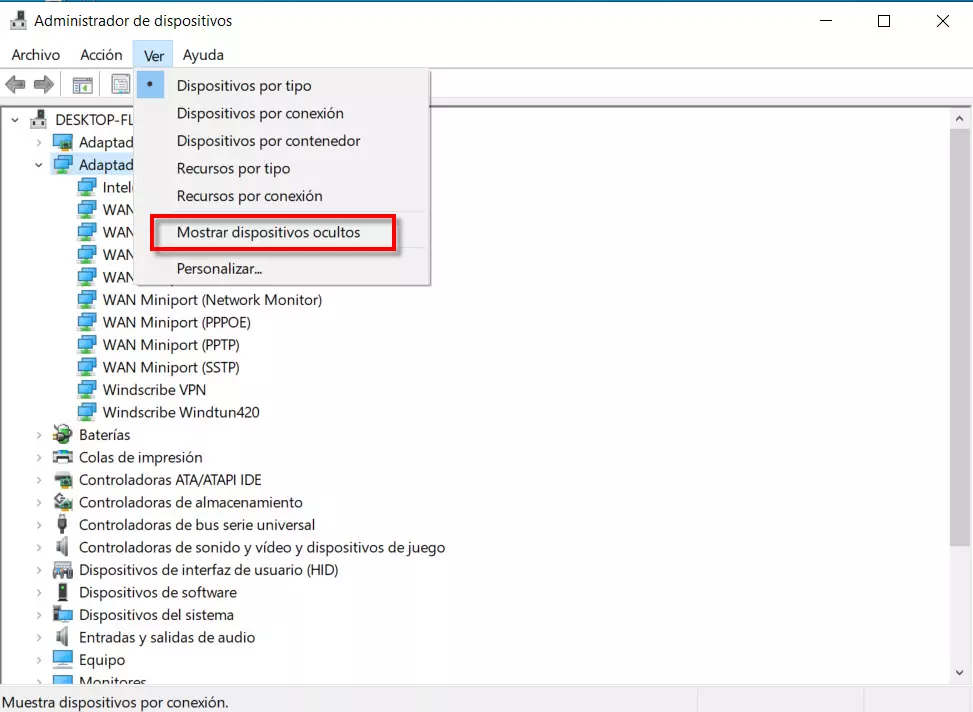 Administrador de dispositivos
Archivo Acción Ver Ayuda
Dispositivos por tipo
Dispositivos por conexión
Dispositivos por contenedor
Recursos por tipo
Recursos por conexión
Mostrar dispositivos ocultos
Personalizar...
DESKTOP-FL
Adaptad
Adaptad
Intel
WAN
WAN
WAN
WAN
WAN Miniport (Network Monitor)
WAN Miniport (PPPOE)
WAN Miniport (PPTP)
WAN Miniport (SSTP)
Windscribe VPN
Windscribe Windtun420
Baterías
Colas de impresión
Controladoras ATA/ATAPI IDE
Controladoras de almacenamiento
Controladoras de bus serie universal
Controladoras de sonido y vídeo y dispositivos de juego
Dispositivos de interfaz de usuario (HID)
Dispositivos de software
Dispositivos del sistema
Entradas y salidas de audio
Equipo
Monitores
Muestra dispositivos por conexión.